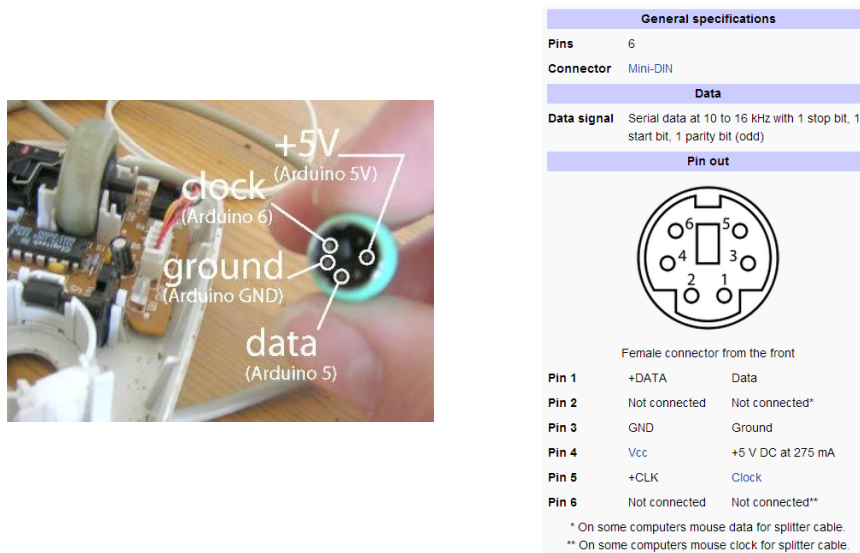 +5V
(Arduino 5V)
clock
(Arduino 6)
ground
(Arduino GND)
data
(Arduino 5)
General specifications
Pins 6
Connector Mini-DIN
Data
Data signal Serial data at 10 to 16 kHz with 1 stop bit, 1
start bit, 1 parity bit (odd)
Pin out
6 5
4 3
2 1
Female connector from the front
Pin 1 +DATA Data
Pin 2 Not connected Not connected*
Pin 3 GND Ground
Pin 4 Vcc +5 V DC at 275 mA
Pin 5 +CLK Clock
Pin 6 Not connected Not connected**
* On some computers mouse data for splitter cable.
** On some computers mouse clock for splitter cable.